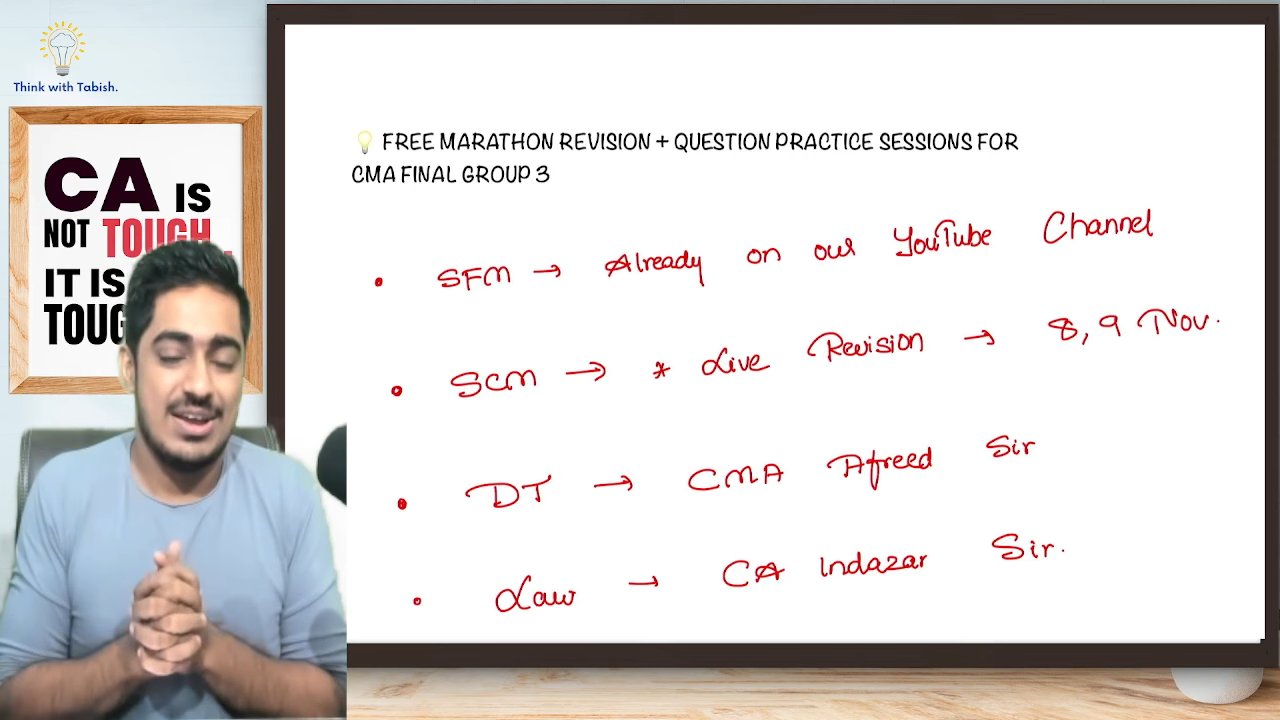 Think with Tabish.
CA IS
NOT TOUGH
IT IS
TOUG
💡 FREE MARATHON REVISION + QUESTION PRACTICE SESSIONS FOR
CMA FINAL GROUP 3
• SFM → Already on our YouTube Channel
• SCM → * Live Revision → 8, 9 Nov.
• DT → CMA Afreed Sir
• Law → CA Indazar Sir.